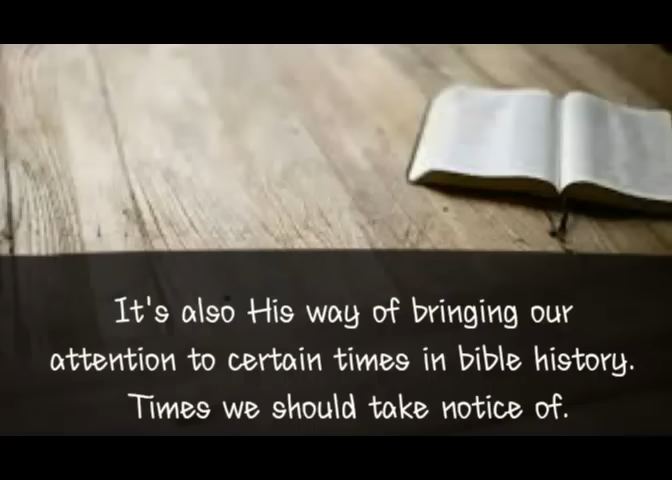 It's also His way of bringing our
attention to certain times in bible history.
Times we should take notice of.